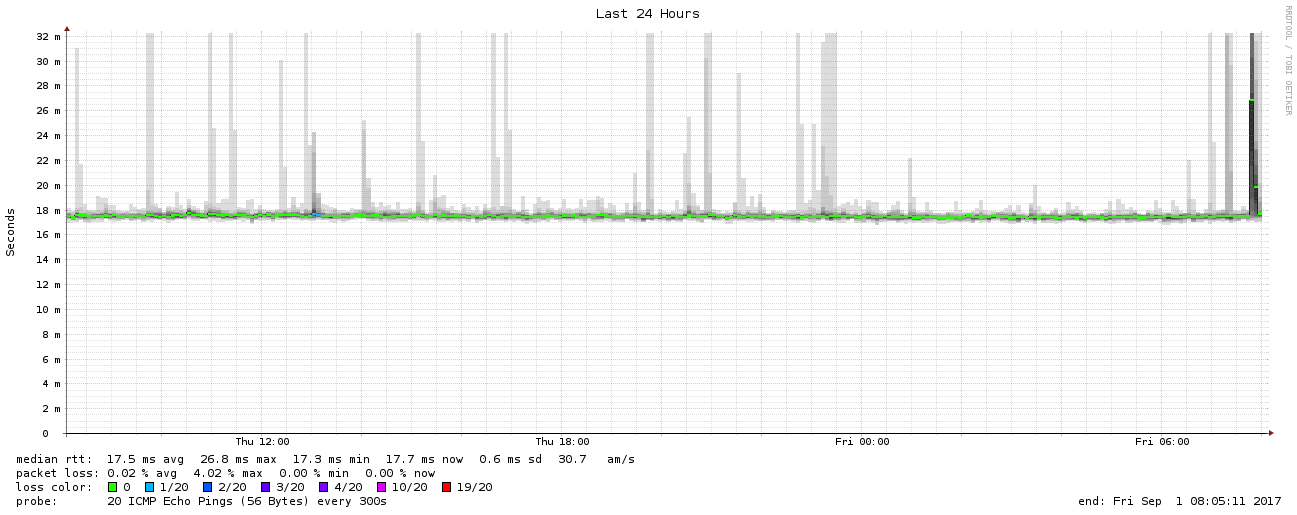 Last 24 Hours
RRDTOOL / TOBI OETIKER
Seconds
32 m
30 m
28 m
26 m
24 m
22 m
20 m
18 m
16 m
14 m
12 m
10 m
8 m
6 m
4 m
2 m
0
Thu 12:00 Thu 18:00 Fri 00:00 Fri 06:00
median rtt: 17.5 ms avg 26.8 ms max 17.3 ms min 17.7 ms now 0.6 ms sd 30.7 am/s
packet loss: 0.02 % avg 4.02 % max 0.00 % min 0.00 % now
loss color: 0 1/20 2/20 3/20 4/20 10/20 19/20
probe: 20 ICMP Echo Pings (56 Bytes) every 300s end: Fri Sep 1 08:05:11 2017